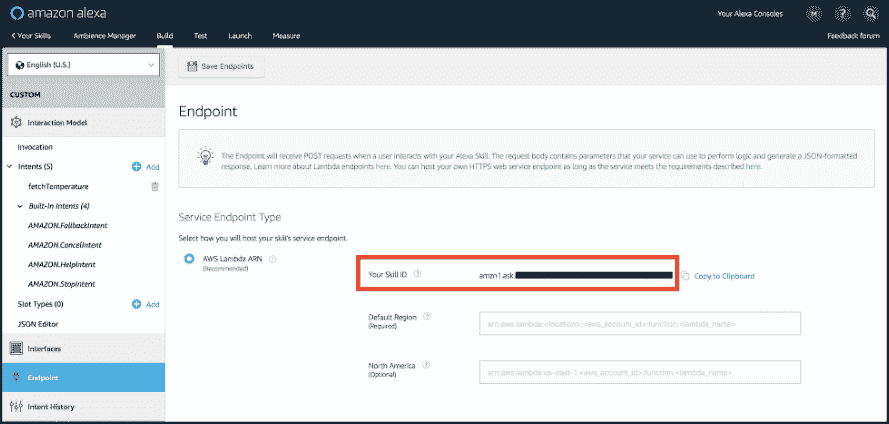 amazon alexa
Your Alexa Consoles
M
?
Your Skills
Ambience Manager
Build
Test
Launch
Measure
Feedback forum
English (U.S.)
Save Endpoints
CUSTOM
Interaction Model
Invocation
Intents (5)
Add
fetchTemperature
Built-In Intents (4)
AMAZON.FallbackIntent
AMAZON.CancelIntent
AMAZON.HelpIntent
AMAZON.StopIntent
Slot Types (0)
Add
JSON Editor
Interfaces
Endpoint
Intent History
Endpoint
The Endpoint will receive POST requests when a user interacts with your Alexa Skill. The request body contains parameters that your service can use to perform logic and generate a JSON-formatted
response. Learn more about Lambda endpoints here. You can host your own HTTPS web service endpoint as long as the service meets the requirements described here.
Service Endpoint Type
Select how you will host your skill's service endpoint.
AWS Lambda ARN ?
(Recommended)
Your Skill ID ?
amzn1.ask.
Copy to Clipboard
Default Region ?
(Required)
arn:aws:lambda:<location>:<aws_account_id>:function:<lambda_name>
North America ?
(Optional)
arn:aws:lambda:us-east-1:<aws_account_id>:function:<lambda_name>